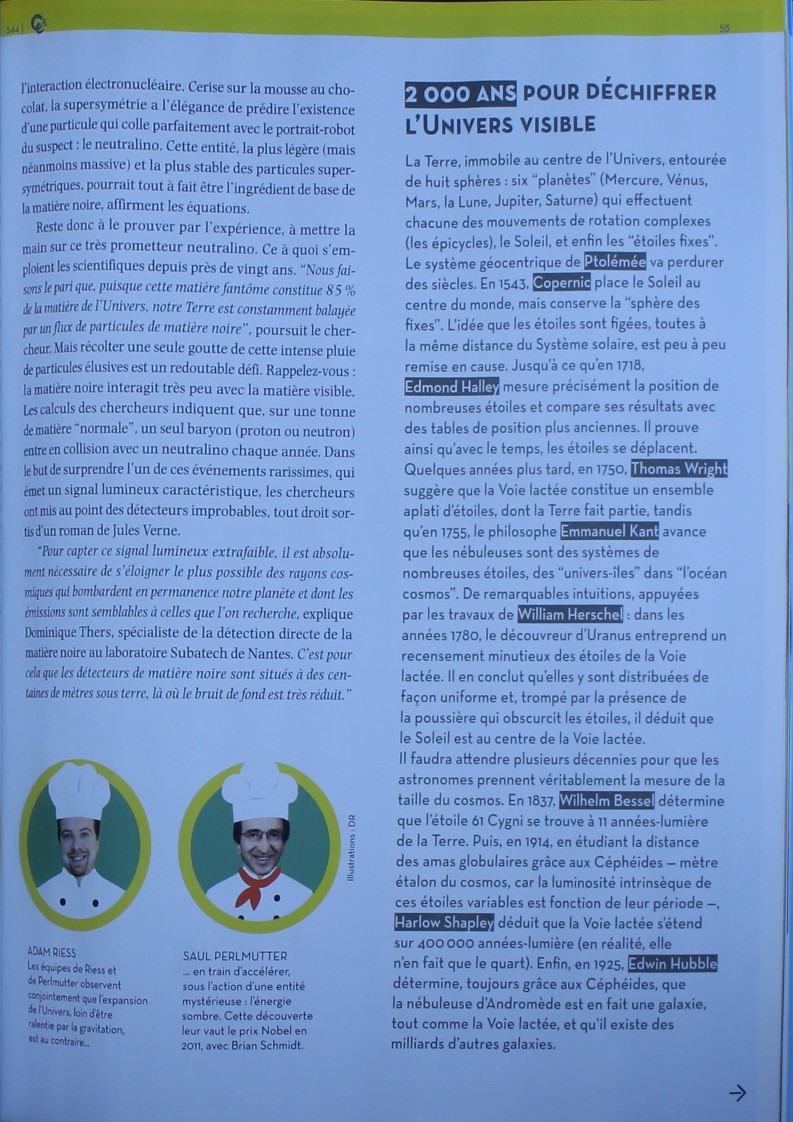 544 |
55
l'interaction électronucléaire. Cerise sur la mousse au cho-
colat, la supersymétrie a l'élégance de prédire l'existence
d'une particule qui colle parfaitement avec le portrait-robot
du suspect : le neutralino. Cette entité, la plus légère (mais
néanmoins massive) et la plus stable des particules super-
symétriques, pourrait tout à fait être l'ingrédient de base de
la matière noire, affirment les équations.
Reste donc à le prouver par l'expérience, à mettre la
main sur ce très prometteur neutralino. Ce à quoi s'em-
ploient les scientifiques depuis près de vingt ans. "Nous fai-
sons le pari que, puisque cette matière fantôme constitue 85 %
de la matière de l'Univers, notre Terre est constamment balayée
par un flux de particules de matière noire", poursuit le cher-
cheur. Mais récolter une seule goutte de cette intense pluie
de particules élusives est un redoutable défi. Rappelez-vous :
la matière noire interagit très peu avec la matière visible.
Les calculs des chercheurs indiquent que, sur une tonne
de matière "normale", un seul baryon (proton ou neutron)
entre en collision avec un neutralino chaque année. Dans
le but de surprendre l'un de ces événements rarissimes, qui
émet un signal lumineux caractéristique, les chercheurs
ont mis au point des détecteurs improbables, tout droit sor-
tis d'un roman de Jules Verne.
"Pour capter ce signal lumineux extrafaible, il est absolu-
ment nécessaire de s'éloigner le plus possible des rayons cos-
miques qui bombardent en permanence notre planète et dont les
émissions sont semblables à celles que l'on recherche, explique
Dominique Thers, spécialiste de la détection directe de la
matière noire au laboratoire Subatech de Nantes. C'est pour
cela que les détecteurs de matière noire sont situés à des cen-
taines de mètres sous terre, là où le bruit de fond est très réduit."
Illustrations : DR
ADAM RIESS
Les équipes de Riess et
de Perlmutter observent
conjointement que l'expansion
de l'Univers, loin d'être
ralentie par la gravitation,
est au contraire...
SAUL PERLMUTTER
... en train d'accélérer,
sous l'action d'une entité
mystérieuse : l'énergie
sombre. Cette découverte
leur vaut le prix Nobel en
2011, avec Brian Schmidt.
2 000 ANS POUR DÉCHIFFRER
L'UNIVERS VISIBLE
La Terre, immobile au centre de l'Univers, entourée
de huit sphères : six "planètes" (Mercure, Vénus,
Mars, la Lune, Jupiter, Saturne) qui effectuent
chacune des mouvements de rotation complexes
(les épicycles), le Soleil, et enfin les "étoiles fixes".
Le système géocentrique de Ptolémée va perdurer
des siècles. En 1543, Copernic place le Soleil au
centre du monde, mais conserve la "sphère des
fixes". L'idée que les étoiles sont figées, toutes à
la même distance du Système solaire, est peu à peu
remise en cause. Jusqu'à ce qu'en 1718,
Edmond Halley mesure précisément la position de
nombreuses étoiles et compare ses résultats avec
des tables de position plus anciennes. Il prouve
ainsi qu'avec le temps, les étoiles se déplacent.
Quelques années plus tard, en 1750, Thomas Wright
suggère que la Voie lactée constitue un ensemble
aplati d'étoiles, dont la Terre fait partie, tandis
qu'en 1755, le philosophe Emmanuel Kant avance
que les nébuleuses sont des systèmes de
nombreuses étoiles, des "univers-îles" dans "l'océan
cosmos". De remarquables intuitions, appuyées
par les travaux de William Herschel : dans les
années 1780, le découvreur d'Uranus entreprend un
recensement minutieux des étoiles de la Voie
lactée. Il en conclut qu'elles y sont distribuées de
façon uniforme et, trompé par la présence de
la poussière qui obscurcit les étoiles, il déduit que
le Soleil est au centre de la Voie lactée.
Il faudra attendre plusieurs décennies pour que les
astronomes prennent véritablement la mesure de la
taille du cosmos. En 1837, Wilhelm Bessel détermine
que l'étoile 61 Cygni se trouve à 11 années-lumière
de la Terre. Puis, en 1914, en étudiant la distance
des amas globulaires grâce aux Céphéides – mètre
étalon du cosmos, car la luminosité intrinsèque de
ces étoiles variables est fonction de leur période –,
Harlow Shapley déduit que la Voie lactée s'étend
sur 400 000 années-lumière (en réalité, elle
n'en fait que le quart). Enfin, en 1925, Edwin Hubble
détermine, toujours grâce aux Céphéides, que
la nébuleuse d'Andromède est en fait une galaxie,
tout comme la Voie lactée, et qu'il existe des
milliards d'autres galaxies.